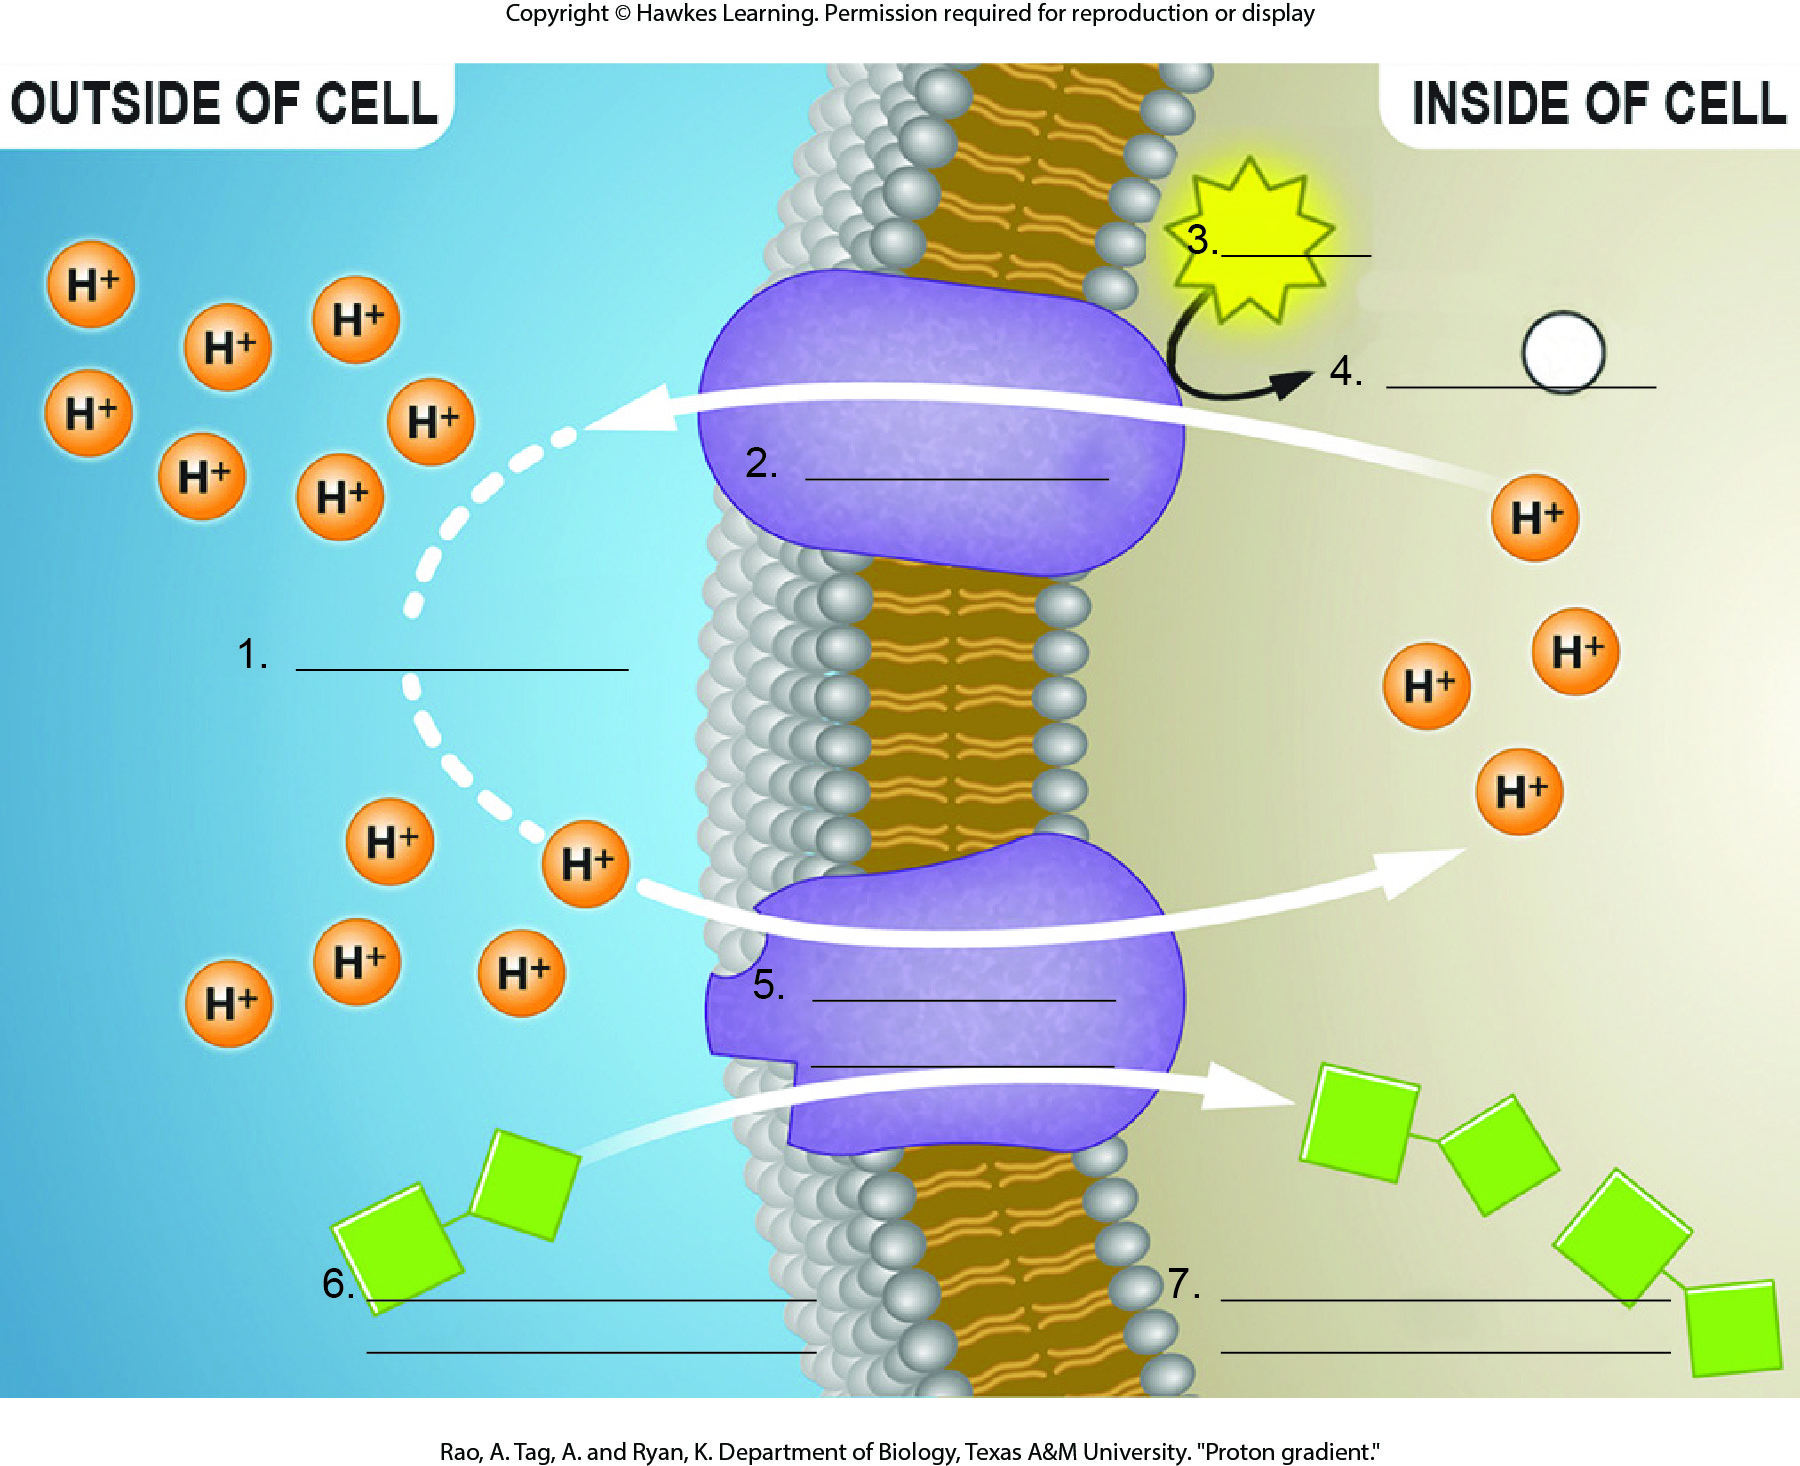 Copyright © Hawkes Learning. Permission required for reproduction or display
OUTSIDE OF CELL
INSIDE OF CELL
3.
H+
H+
H+
4.
H+
H+
H+
2.
H+
H+
1.
H+
H+
H+
H+
H+
H+
5.
H+
H+
H+
6.
7.
Rao, A. Tag, A. and Ryan, K. Department of Biology, Texas A&M University. "Proton gradient."